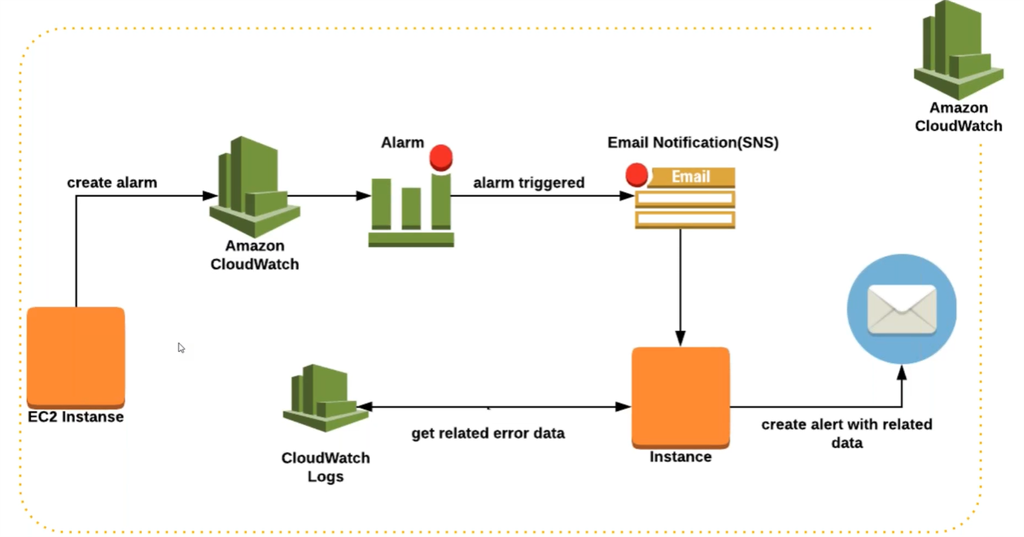 Amazon
CloudWatch
Alarm
Email Notification(SNS)
Email
create alarm
alarm triggered
Amazon
CloudWatch
EC2 Instanse
get related error data
create alert with related
data
Instance
CloudWatch
Logs